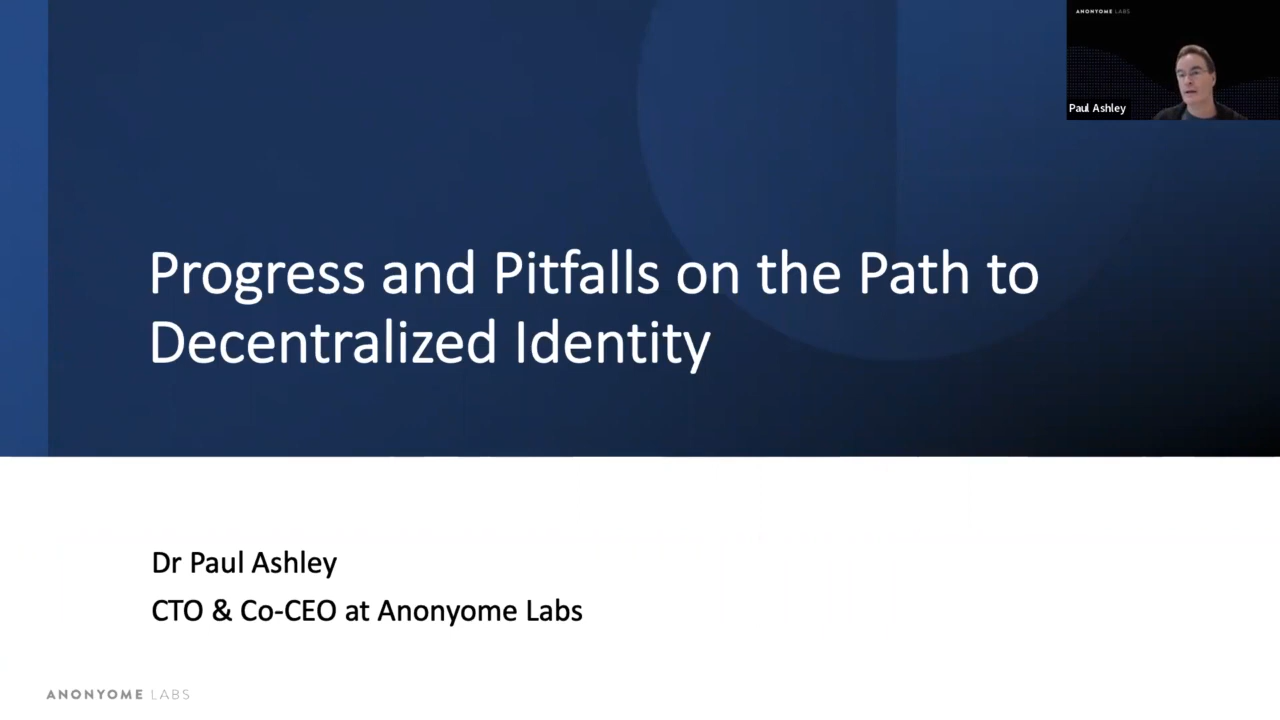 ANONYOME LABS
Paul Ashley
Progress and Pitfalls on the Path to
Decentralized Identity
Dr Paul Ashley
CTO & Co-CEO at Anonyome Labs
ANONYOME LABS